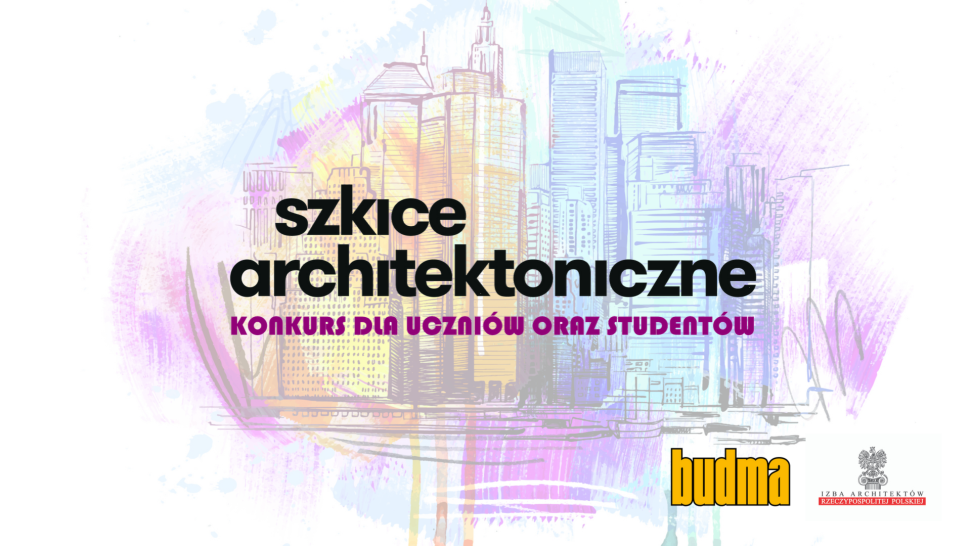 szkice
architektoniczne
KONKURS DLA UCZNIÓW ORAZ STUDENTÓW
budma
IZBA ARCHITEKTÓW
RZECZYPOSPOLITEJ POLSKIEJ